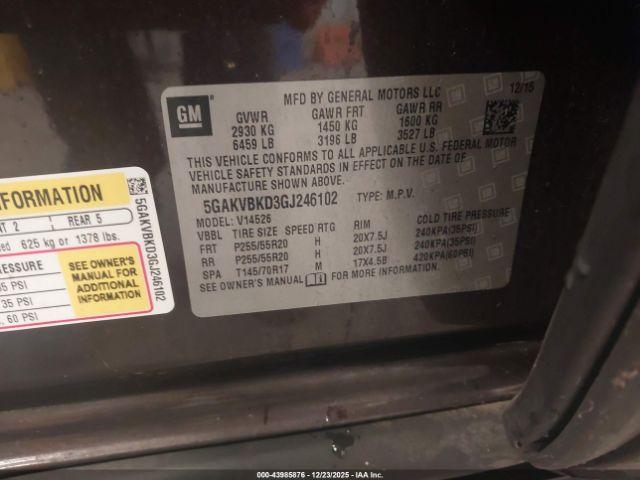 GM
MFD BY GENERAL MOTORS LLC 12/15
GVWR GAWR FRT GAWR RR
2930 KG 1450 KG 1600 KG
6459 LB 3196 LB 3527 LB
THIS VEHICLE CONFORMS TO ALL APPLICABLE U.S. FEDERAL MOTOR
VEHICLE SAFETY STANDARDS IN EFFECT ON THE DATE OF
MANUFACTURE SHOWN ABOVE.
5GAKVBKD3GJ246102 TYPE: M.P.V.
MODEL: V14526
VBBL TIRE SIZE SPEED RTG RIM COLD TIRE PRESSURE
FRT P255/55R20 H 20X7.5J 240KPA(35PSI)
RR P255/55R20 H 20X7.5J 240KPA(35PSI)
SPA T145/70R17 M 17X4.5B 420KPA(60PSI)
SEE OWNER'S MANUAL FOR MORE INFORMATION.
FORMATION
2 REAR 5
625 kg or 1378 lbs.
SEE OWNER'S
MANUAL FOR
ADDITIONAL
INFORMATION
35 PSI
, 60 PSI
5GAKVBKD3GJ246102
000-43985876 12/23/2025 IAA Inc.